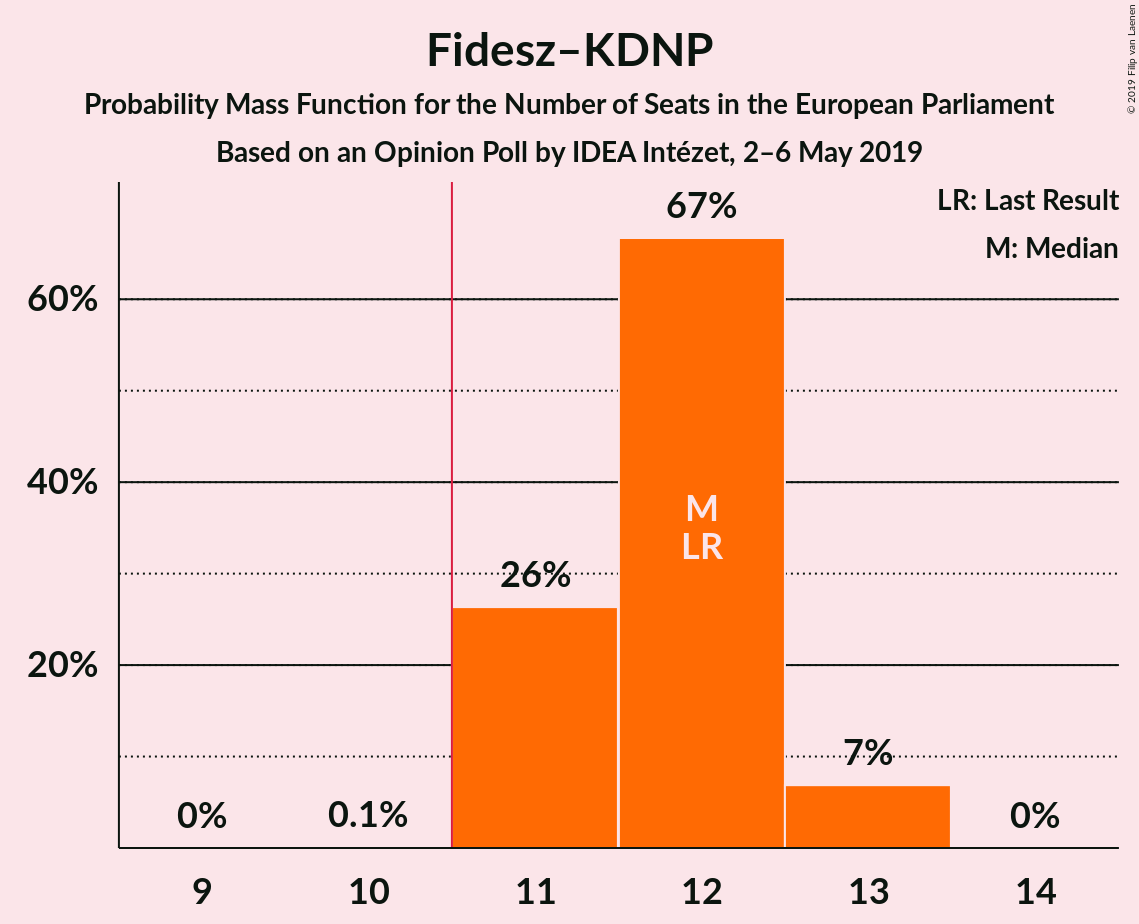 Fidesz–KDNP
Probability Mass Function for the Number of Seats in the European Parliament
Based on an Opinion Poll by IDEA Intézet, 2–6 May 2019
© 2019 Filip van Laenen
LR: Last Result
M: Median
67%
60%
40%
M
LR
26%
20%
7%
0%
0.1%
0%
9
10
11
12
13
14